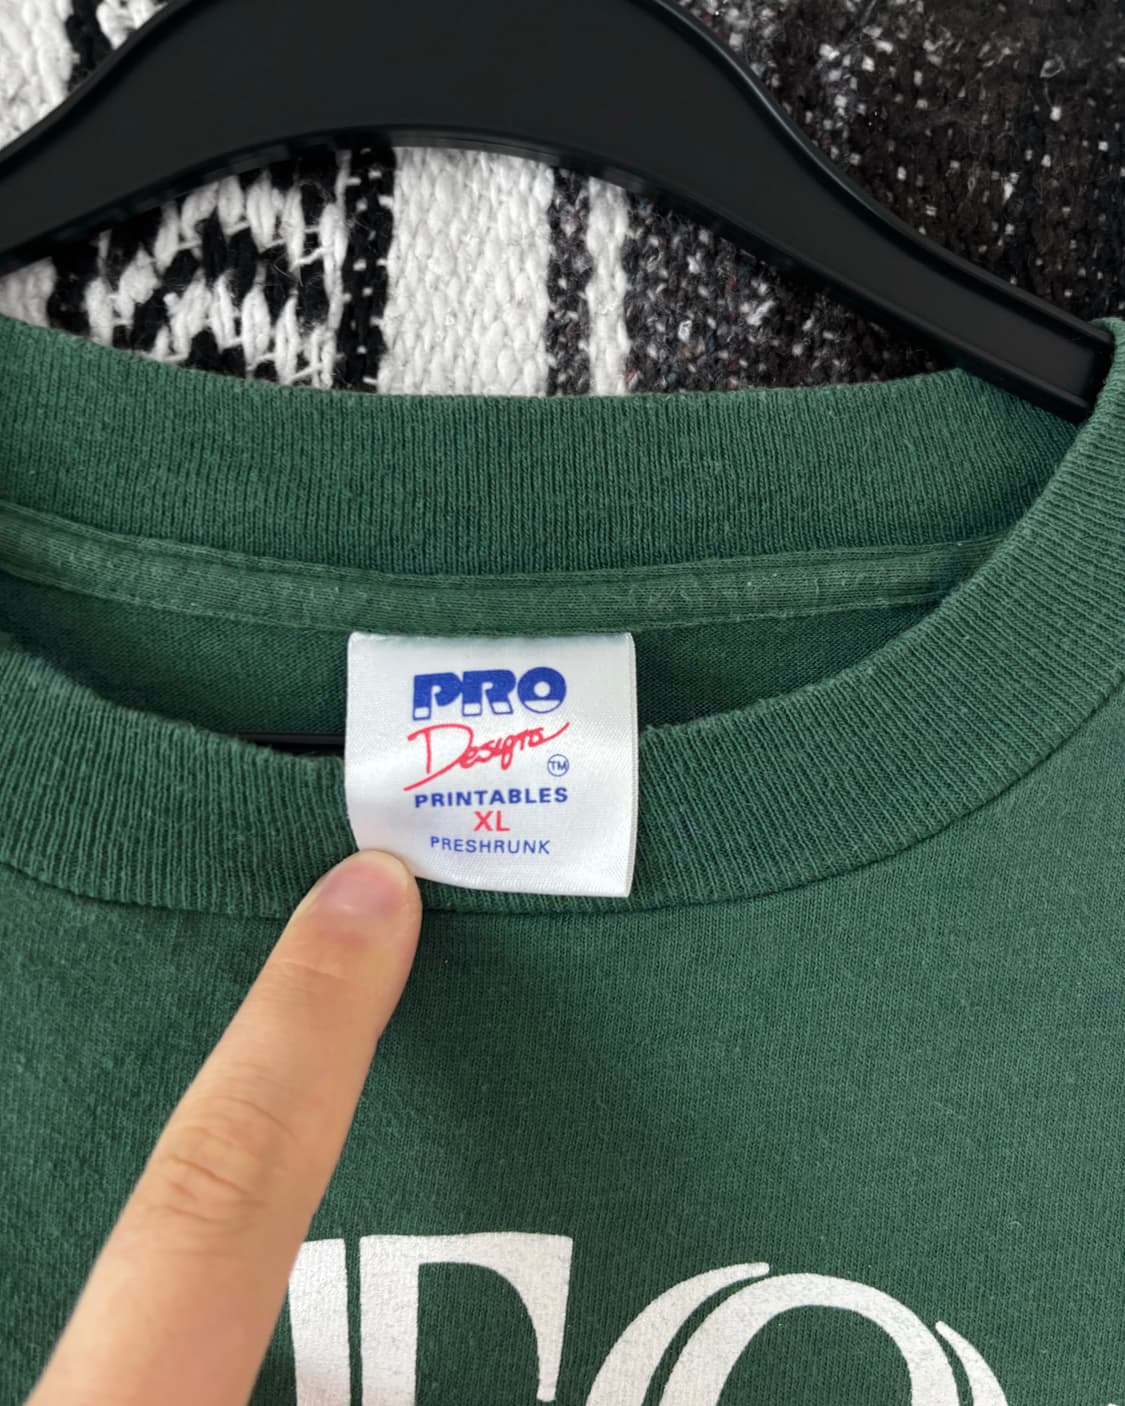 PRO
Designs
TM
PRINTABLES
XL
PRESHRUNK